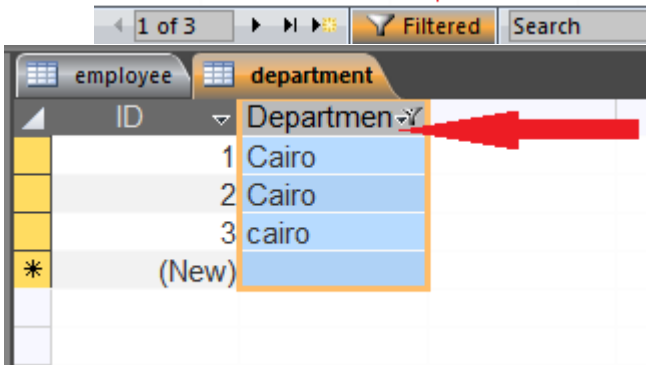 1 of 3 Filtered Search
employee department
ID Departmen
1 Cairo
2 Cairo
3 cairo
* (New)